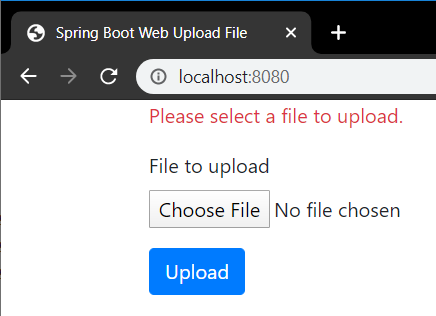 Spring Boot Web Upload File
localhost:8080
Please select a file to upload.
File to upload
Choose File No file chosen
Upload